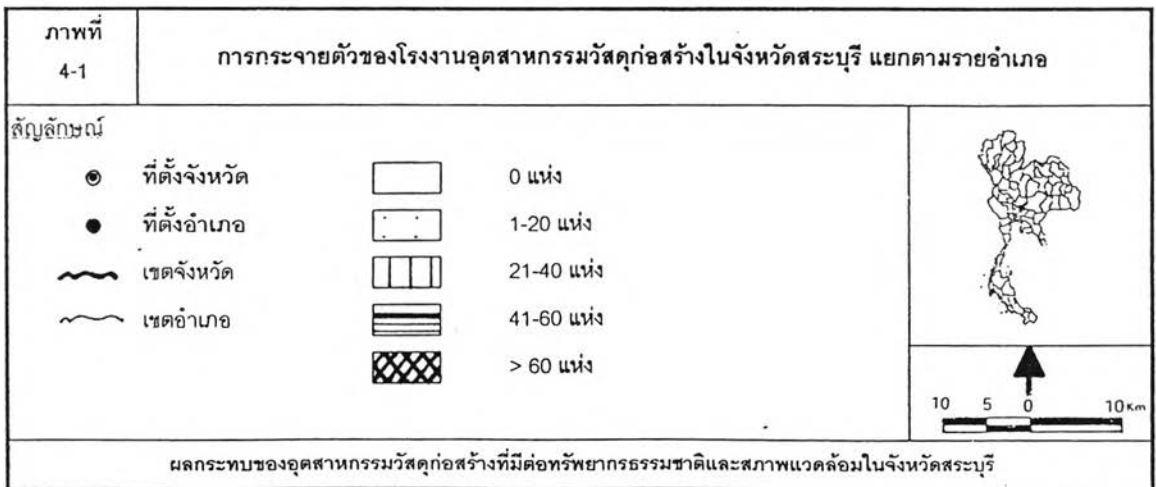 ภาพที่
4-1
การกระจายตัวของโรงงานอุตสาหกรรมวัสดุก่อสร้างในจังหวัดสระบุรี แยกตามรายอำเภอ
สัญลักษณ์
ที่ตั้งจังหวัด
0 แห่ง
ที่ตั้งอำเภอ
1-20 แห่ง
เขตจังหวัด
21-40 แห่ง
เขตอำเภอ
41-60 แห่ง
> 60 แห่ง
10 5 0 10 Km
ผลกระทบของอุตสาหกรรมวัสดุก่อสร้างที่มีต่อทรัพยากรธรรมชาติและสภาพแวดล้อมในจังหวัดสระบุรี